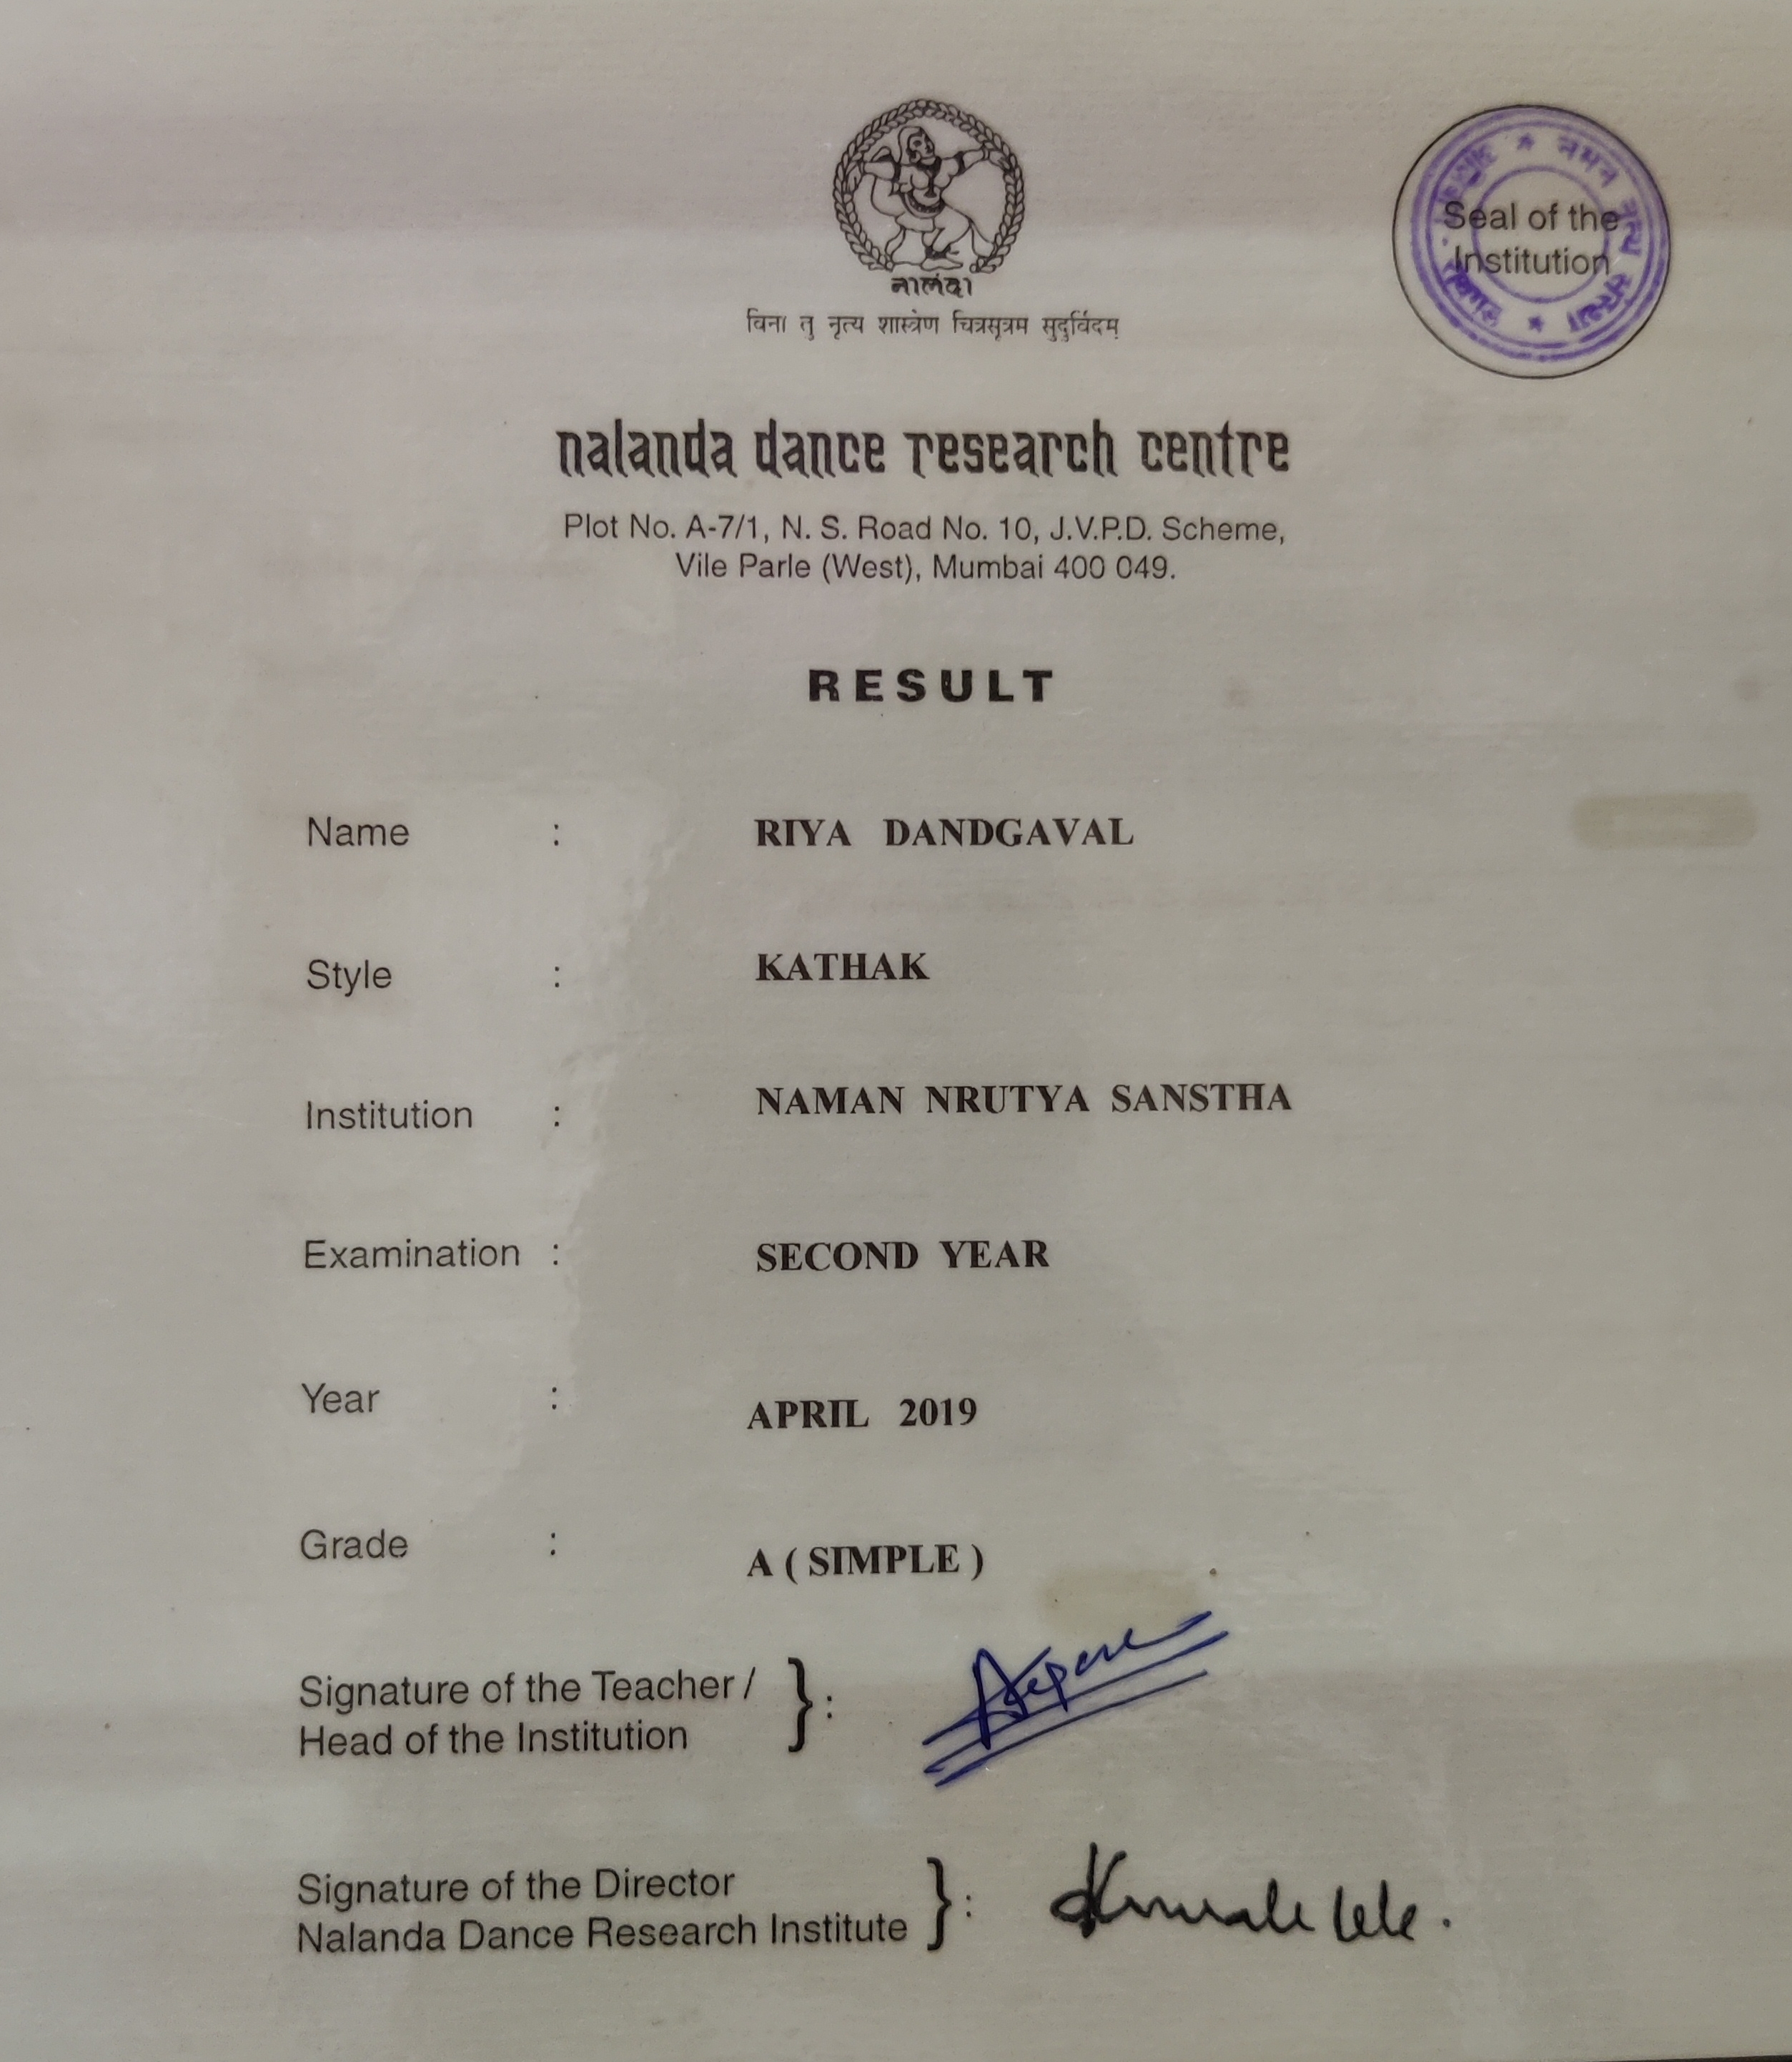 नालंदा
विना तु नृत्य शास्त्रेण चित्रसूत्रम सुदुर्विदम्
नमन नृत्य संस्था
Seal of the
Institution
nalanda dance research centre
Plot No. A-7/1, N. S. Road No. 10, J.V.P.D. Scheme,
Vile Parle (West), Mumbai 400 049.
RESULT
Name : RIYA DANDGAVAL
Style : KATHAK
Institution : NAMAN NRUTYA SANSTHA
Examination : SECOND YEAR
Year : APRIL 2019
Grade : A ( SIMPLE )
Signature of the Teacher /
Head of the Institution } :
Signature of the Director
Nalanda Dance Research Institute } :